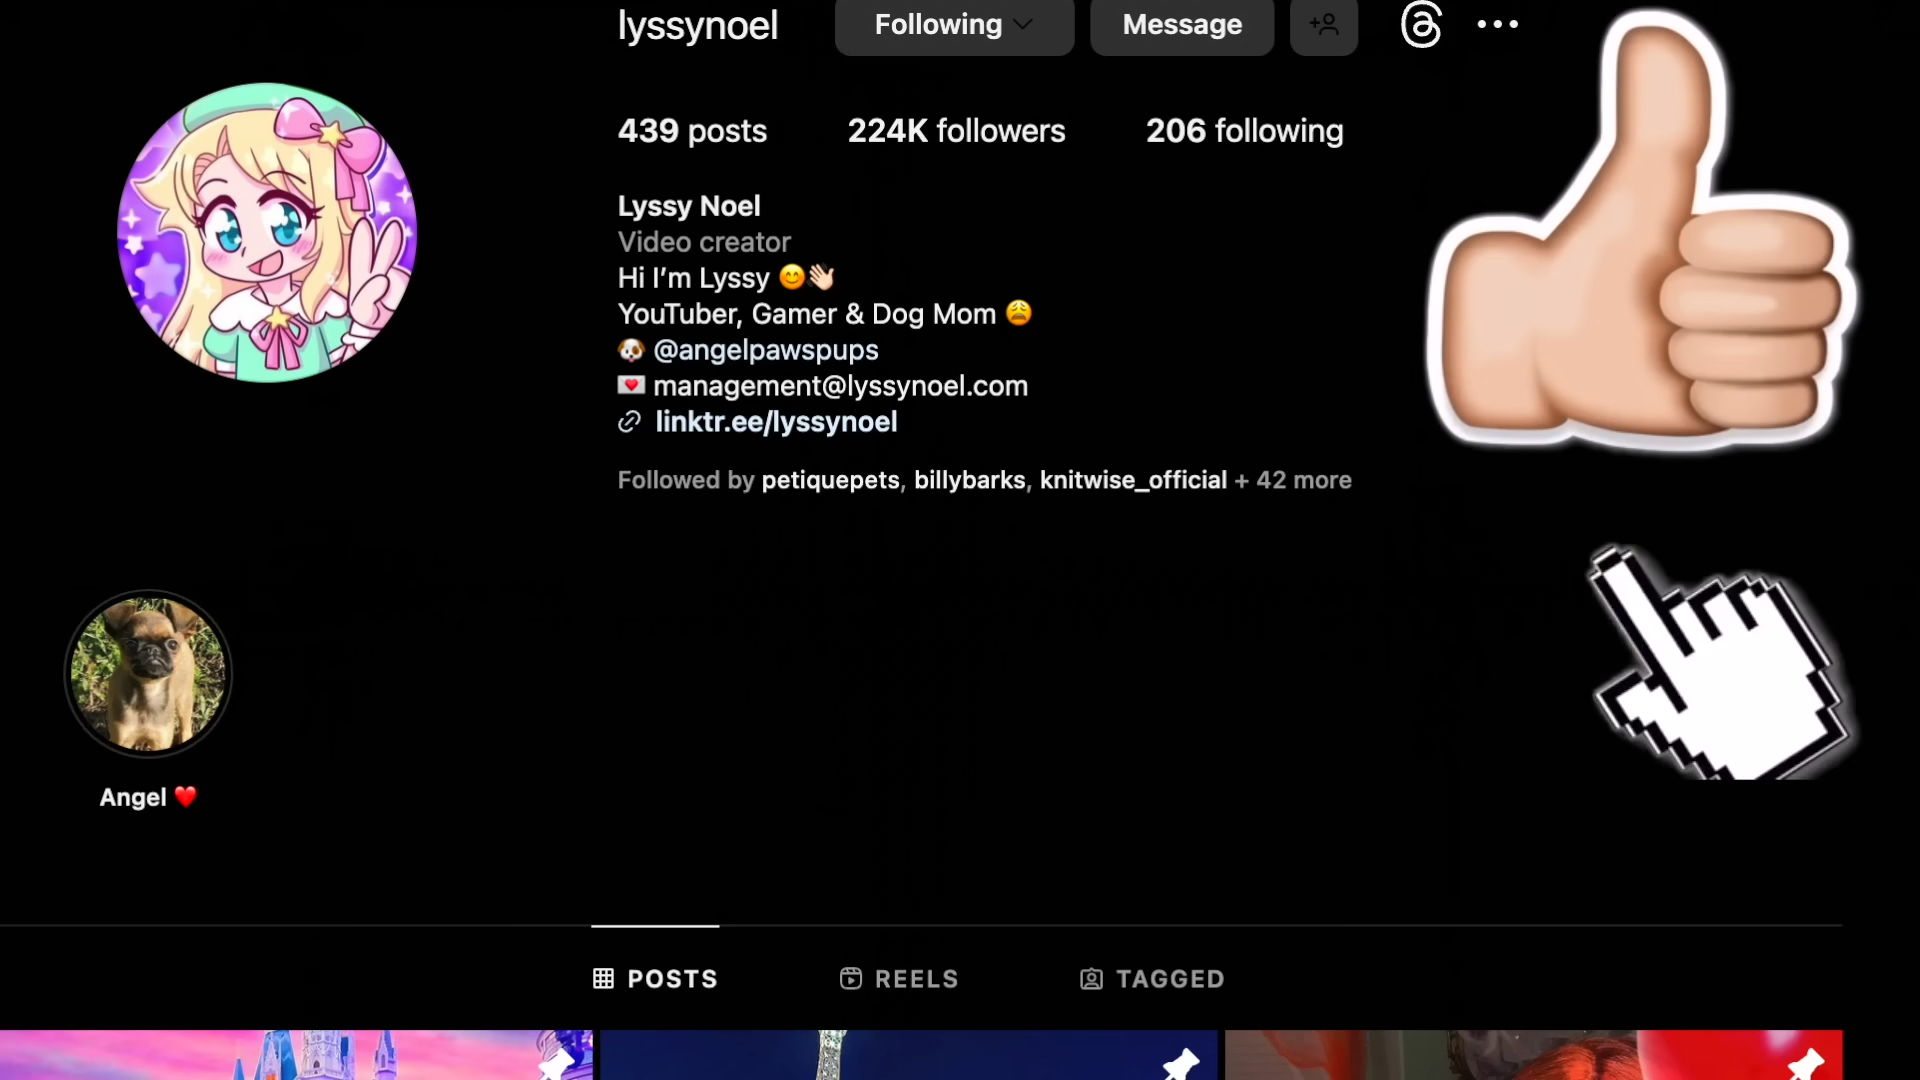 lyssynoel Following Message
439 posts 224K followers 206 following
Lyssy Noel
Video creator
Hi I’m Lyssy 😊👋🏻
YouTuber, Gamer & Dog Mom 😩
🐶 @angelpawspups
💌 management@lyssynoel.com
linktr.ee/lyssynoel
Followed by petiquepets, billybarks, knitwise_official + 42 more
Angel ❤️
POSTS REELS TAGGED